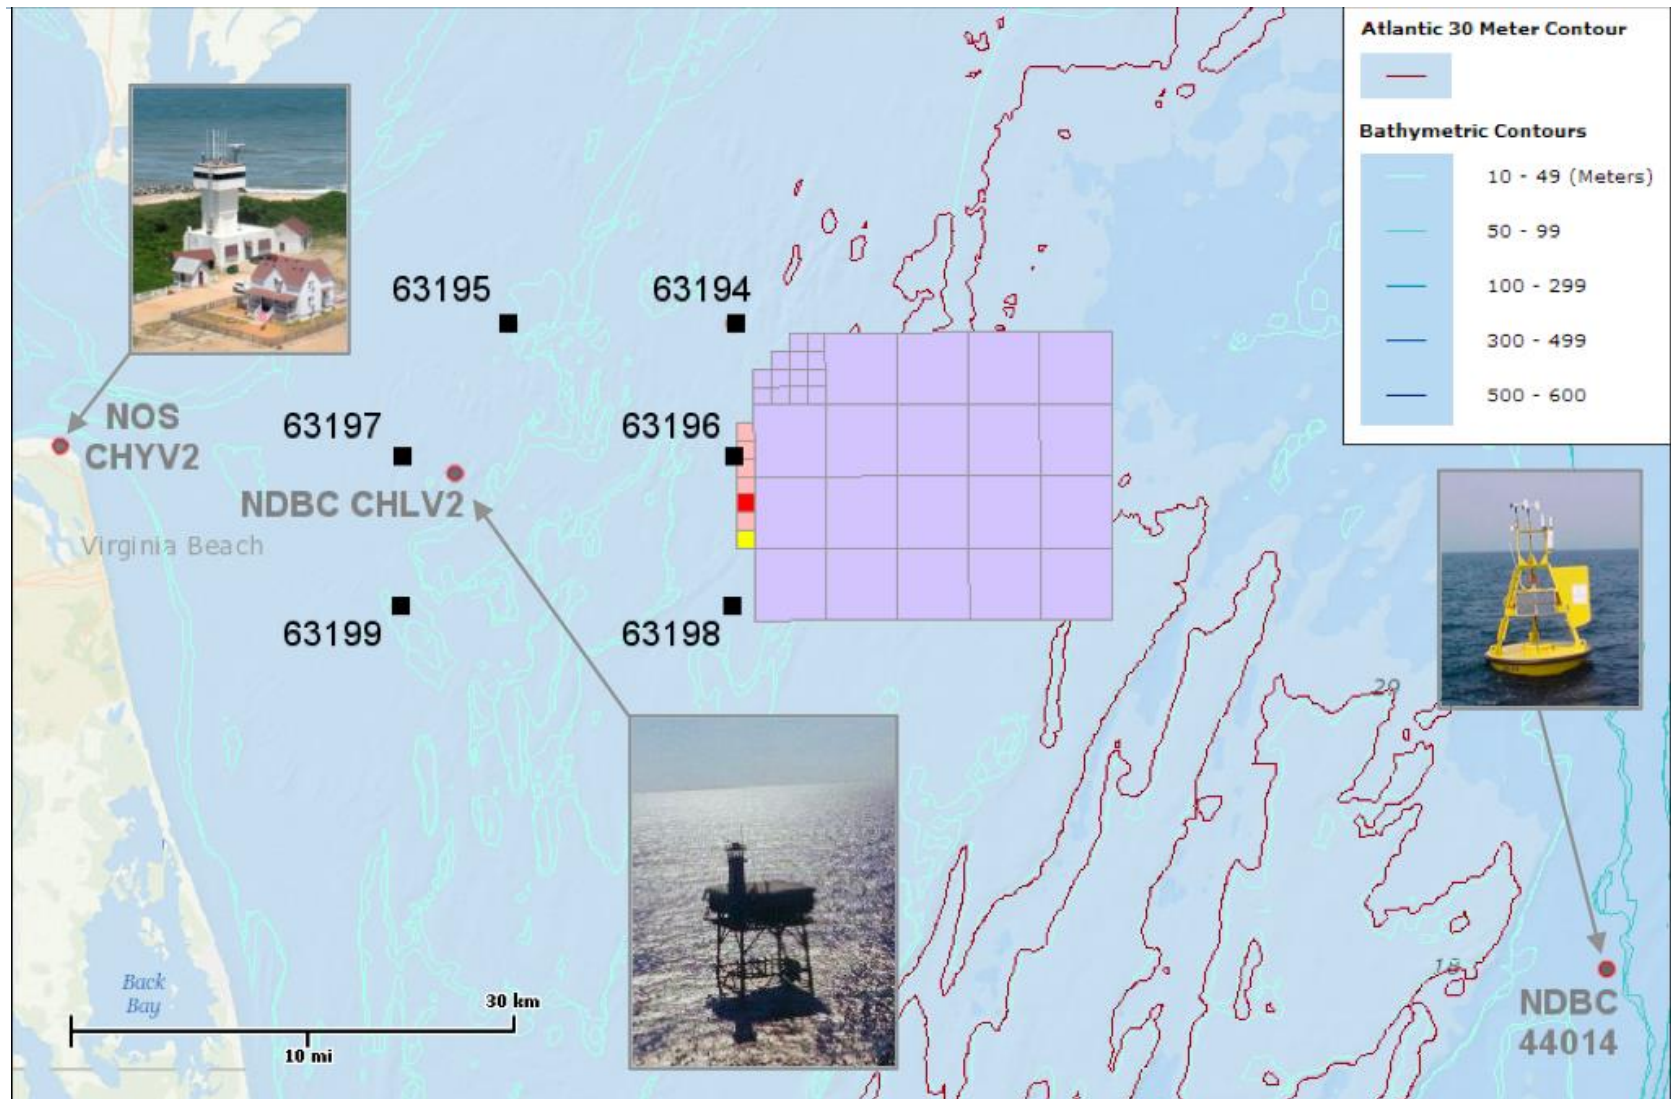 Atlantic 30 Meter Contour
Bathymetric Contours
10 - 49 (Meters)
50 - 99
100 - 299
300 - 499
500 - 600
63195
63194
NOS
CHYV2
63197
63196
NDBC CHLV2
Virginia Beach
63199
63198
29
18
Back
Bay
30 km
10 mi
NDBC
44014